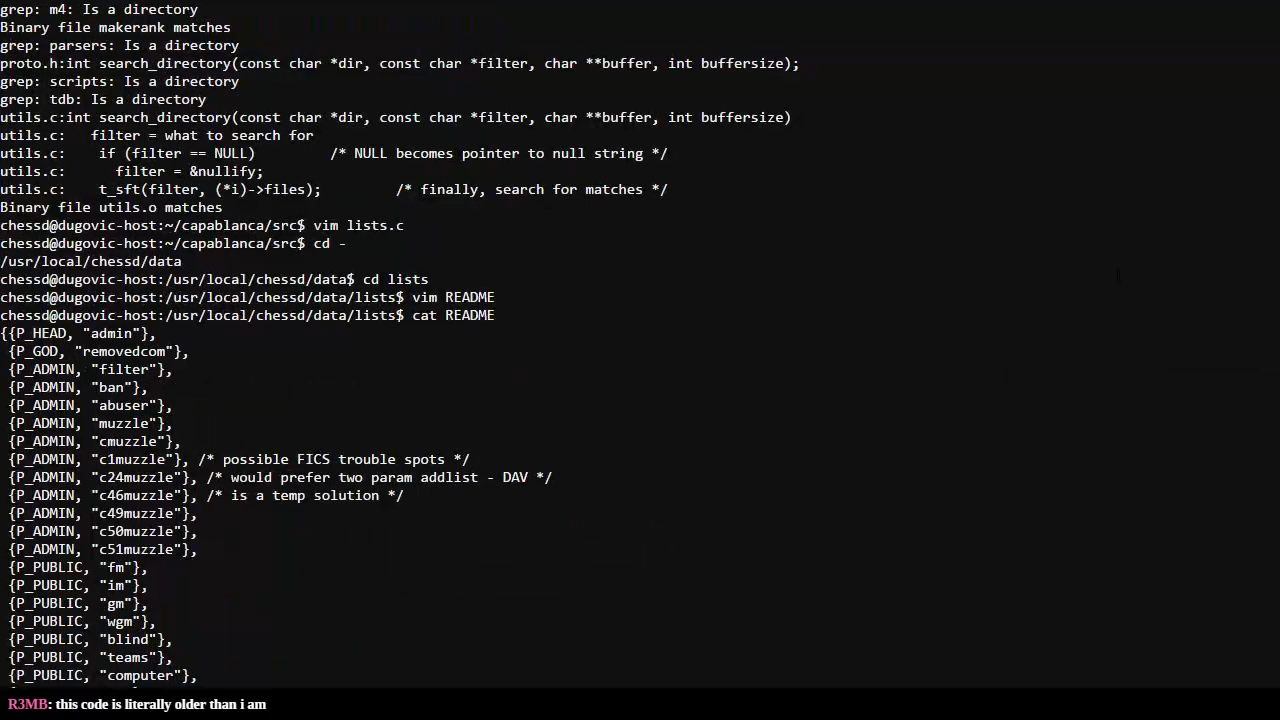 grep: m4: Is a directory
Binary file makerank matches
grep: parsers: Is a directory
proto.h:int search_directory(const char *dir, const char *filter, char **buffer, int buffersize);
grep: scripts: Is a directory
grep: tdb: Is a directory
utils.c:int search_directory(const char *dir, const char *filter, char **buffer, int buffersize)
utils.c:   filter = what to search for
utils.c:    if (filter == NULL)         /* NULL becomes pointer to null string */
utils.c:      filter = &nullify;
utils.c:    t_sft(filter, (*i)->files);         /* finally, search for matches */
Binary file utils.o matches
chessd@dugovic-host:~/capablanca/src$ vim lists.c
chessd@dugovic-host:~/capablanca/src$ cd -
/usr/local/chessd/data
chessd@dugovic-host:/usr/local/chessd/data$ cd lists
chessd@dugovic-host:/usr/local/chessd/data/lists$ vim README
chessd@dugovic-host:/usr/local/chessd/data/lists$ cat README
{{P_HEAD, "admin"},
 {P_GOD, "removedcom"},
 {P_ADMIN, "filter"},
 {P_ADMIN, "ban"},
 {P_ADMIN, "abuser"},
 {P_ADMIN, "muzzle"},
 {P_ADMIN, "cmuzzle"},
 {P_ADMIN, "c1muzzle"}, /* possible FICS trouble spots */
 {P_ADMIN, "c24muzzle"}, /* would prefer two param addlist - DAV */
 {P_ADMIN, "c46muzzle"}, /* is a temp solution */
 {P_ADMIN, "c49muzzle"},
 {P_ADMIN, "c50muzzle"},
 {P_ADMIN, "c51muzzle"},
 {P_PUBLIC, "fm"},
 {P_PUBLIC, "im"},
 {P_PUBLIC, "gm"},
 {P_PUBLIC, "wgm"},
 {P_PUBLIC, "blind"},
 {P_PUBLIC, "teams"},
 {P_PUBLIC, "computer"},
R3MB: this code is literally older than i am